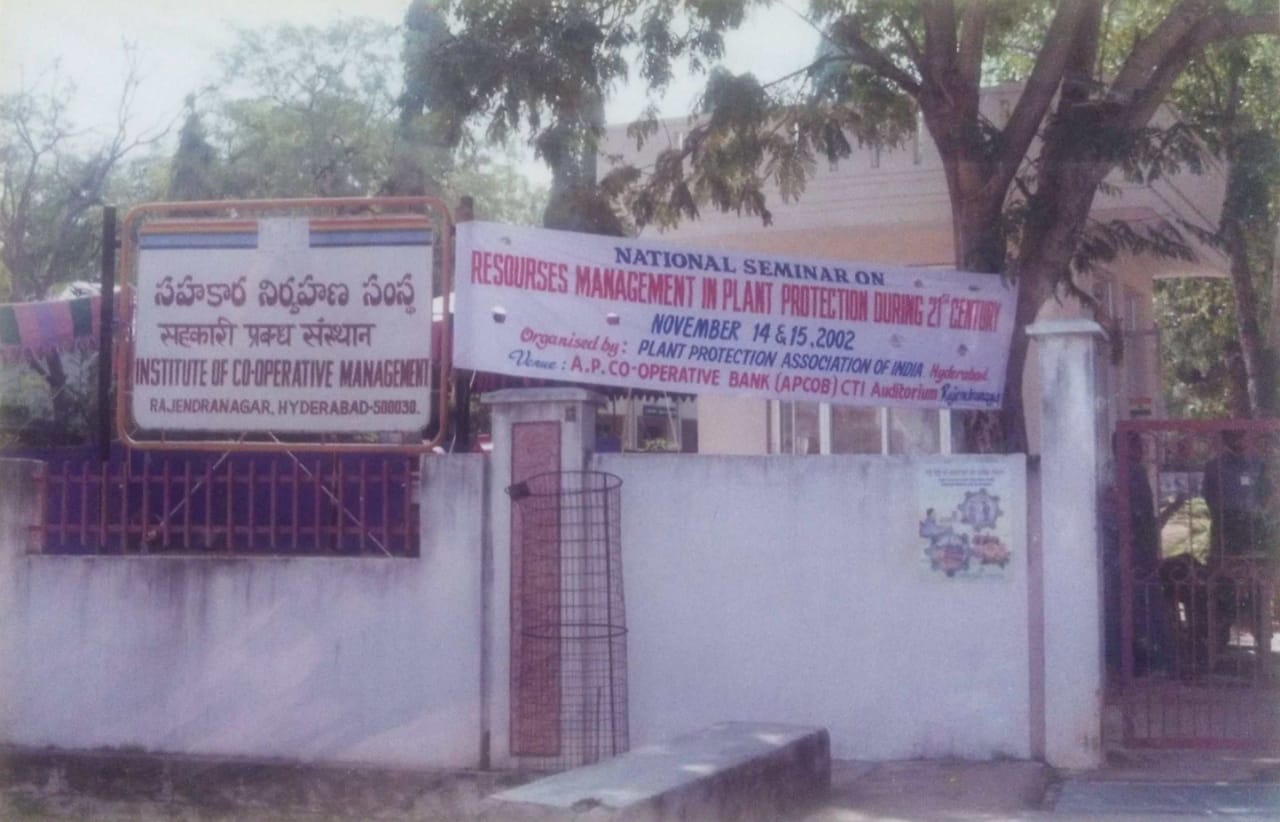 సహకార నిర్వహణ సంస్థ
सहकारी प्रबन्ध संस्थान
INSTITUTE OF CO-OPERATIVE MANAGEMENT
RAJENDRANAGAR, HYDERABAD-500030.
NATIONAL SEMINAR ON
RESOURSES MANAGEMENT IN PLANT PROTECTION DURING 21ST CENTURY
NOVEMBER 14 & 15, 2002
Organised by: PLANT PROTECTION ASSOCIATION OF INDIA Hyderabad
Venue: A.P. CO-OPERATIVE BANK (APCOB) CTI Auditorium Rajendranagar